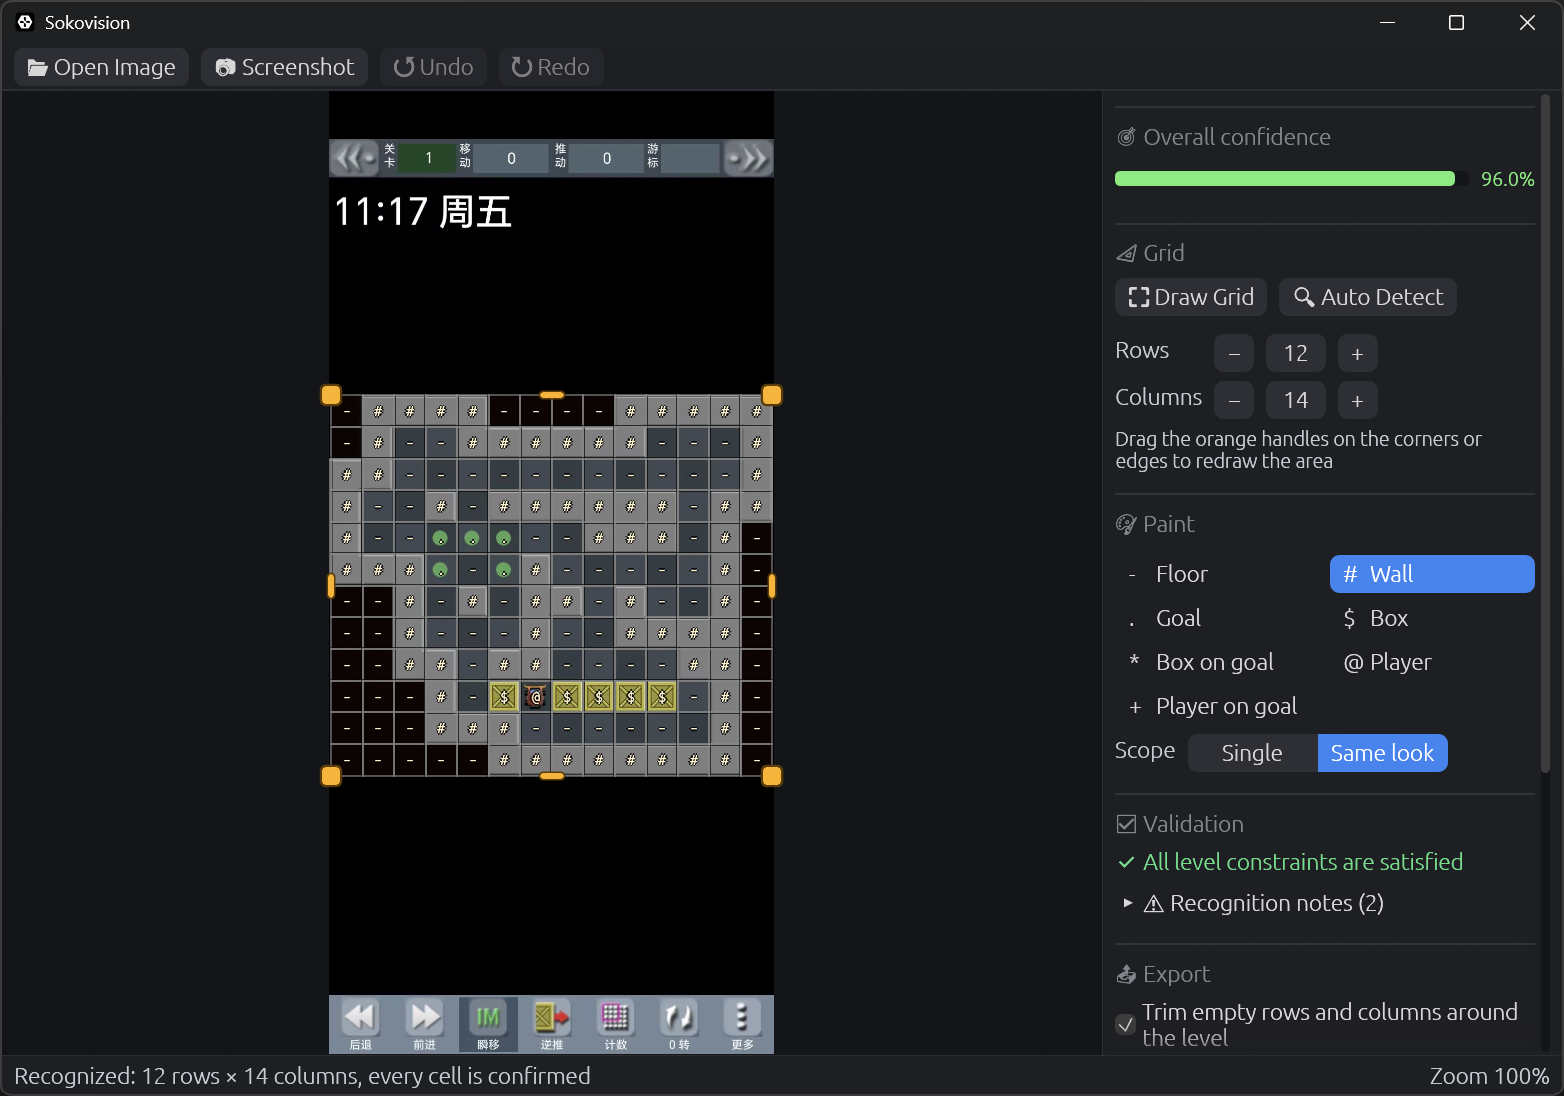 Sokovision
Open Image Screenshot Undo Redo
关卡 1 移动 0 推动 0 游标
11:17 周五
- # # # # - - - - # # # # #
- # - - # # # # # # - - - #
# # - - - - - - - - - - - #
# - - # - # # # # # # - # #
# - - . . . - - # # # - # -
# # # . - . # - - - - - # -
- - # - # - # # - # - - # -
- - # - - - # - - # # # # -
- - # # - # # - - - - # # -
- - - # - $ @ $ $ $ $ - # -
- - - # # # - - - - - - # -
- - - - - # # # # # # # # -
后退 前进 瞬移 逆推 计数 0 转 更多
IM
Overall confidence
96.0%
Grid
Draw Grid Auto Detect
Rows – 12 +
Columns – 14 +
Drag the orange handles on the corners or
edges to redraw the area
Paint
- Floor # Wall
. Goal $ Box
* Box on goal @ Player
+ Player on goal
Scope Single Same look
Validation
All level constraints are satisfied
Recognition notes (2)
Export
Trim empty rows and columns around
the level
Recognized: 12 rows × 14 columns, every cell is confirmed
Zoom 100%